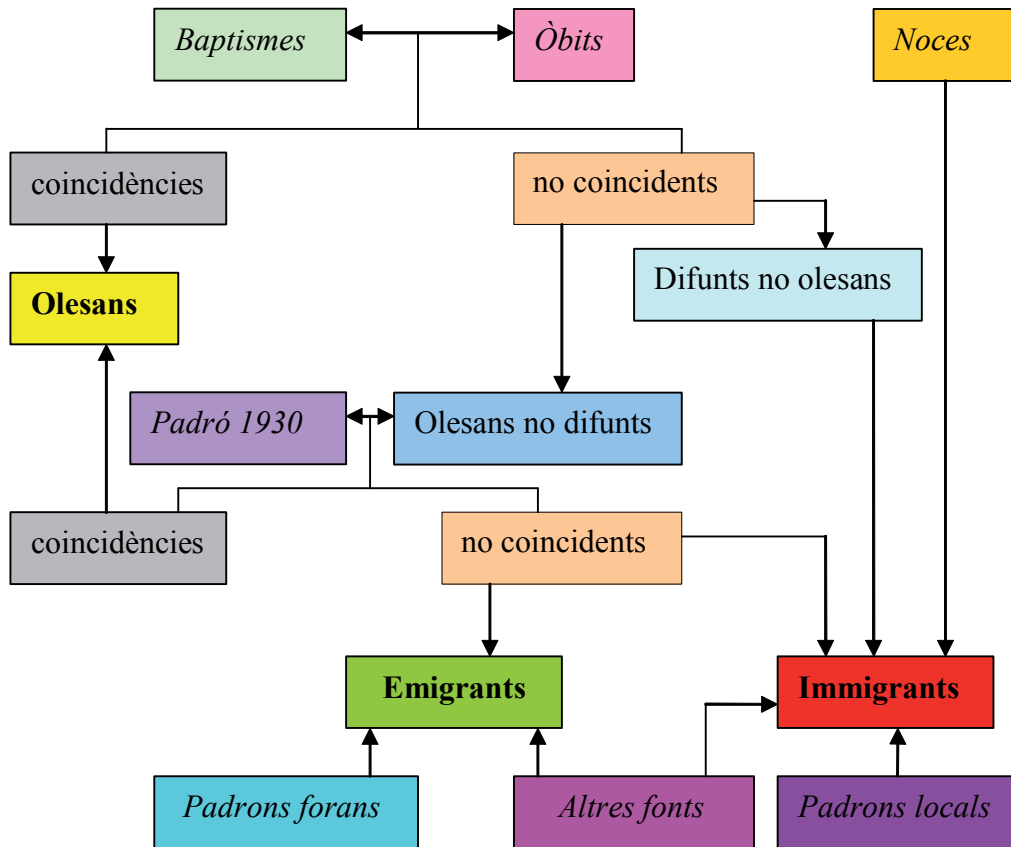 Baptismes
Òbits
Noces
coincidències
no coincidents
Difunts no olesans
Olesans
Padró 1930
Olesans no difunts
coincidències
no coincidents
Emigrants
Immigrants
Padrons forans
Altres fonts
Padrons locals